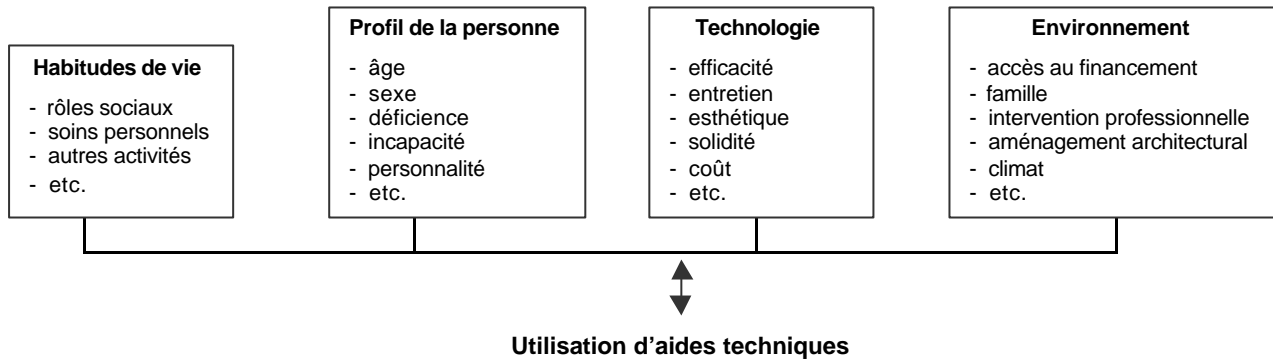 Habitudes de vie
- rôles sociaux
- soins personnels
- autres activités
- etc.
Profil de la personne
- âge
- sexe
- déficience
- incapacité
- personnalité
- etc.
Technologie
- efficacité
- entretien
- esthétique
- solidité
- coût
- etc.
Environnement
- accès au financement
- famille
- intervention professionnelle
- aménagement architectural
- climat
- etc.
Utilisation d'aides techniques